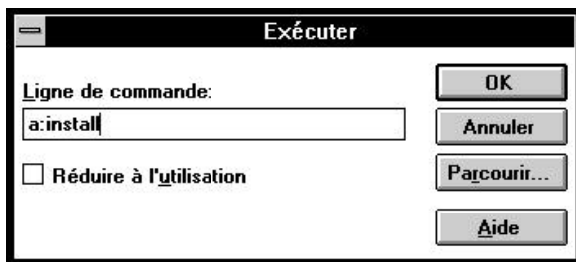 Exécuter
Ligne de commande:
a:install
Réduire à l'utilisation
OK
Annuler
Parcourir...
Aide